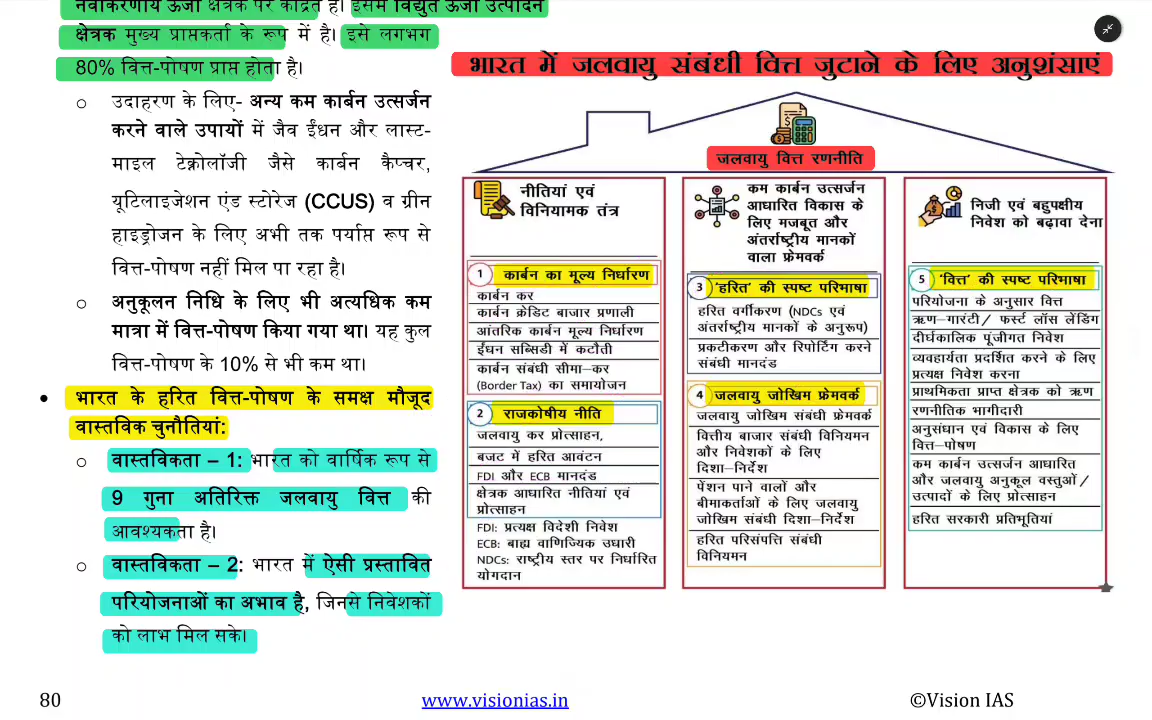 नवीकरणीय ऊर्जा क्षेत्रक पर केंद्रित है। इसमें विद्युत ऊर्जा उत्पादन
क्षेत्रक मुख्य प्राप्तकर्ता के रूप में है। इसे लगभग
80% वित्त-पोषण प्राप्त होता है।
o उदाहरण के लिए- अन्य कम कार्बन उत्सर्जन
करने वाले उपायों में जैव ईंधन और लास्ट-
माइल टेक्नोलॉजी जैसे कार्बन कैप्चर,
यूटिलाइजेशन एंड स्टोरेज (CCUS) व ग्रीन
हाइड्रोजन के लिए अभी तक पर्याप्त रूप से
वित्त-पोषण नहीं मिल पा रहा है।
o अनुकूलन निधि के लिए भी अत्यधिक कम
मात्रा में वित्त-पोषण किया गया था। यह कुल
वित्त-पोषण के 10% से भी कम था।
• भारत के हरित वित्त-पोषण के समक्ष मौजूद
वास्तविक चुनौतियां:
o वास्तविकता – 1: भारत को वार्षिक रूप से
9 गुना अतिरिक्त जलवायु वित्त की
आवश्यकता है।
o वास्तविकता – 2: भारत में ऐसी प्रस्तावित
परियोजनाओं का अभाव है, जिनसे निवेशकों
को लाभ मिल सके।
भारत में जलवायु संबंधी वित्त जुटाने के लिए अनुशंसाएं
जलवायु वित्त रणनीति
नीतियां एवं
विनियामक तंत्र
1 कार्बन का मूल्य निर्धारण
कार्बन कर
कार्बन क्रेडिट बाजार प्रणाली
आंतरिक कार्बन मूल्य निर्धारण
ईंधन सब्सिडी में कटौती
कार्बन संबंधी सीमा–कर
(Border Tax) का समायोजन
2 राजकोषीय नीति
जलवायु कर प्रोत्साहन,
बजट में हरित आवंटन
FDI और ECB मानदंड
क्षेत्रक आधारित नीतियां एवं
प्रोत्साहन
FDI: प्रत्यक्ष विदेशी निवेश
ECB: बाह्य वाणिज्यिक उधारी
NDCs: राष्ट्रीय स्तर पर निर्धारित
योगदान
कम कार्बन उत्सर्जन
आधारित विकास के
लिए मजबूत और
अंतर्राष्ट्रीय मानकों
वाला फ्रेमवर्क
3 'हरित' की स्पष्ट परिभाषा
हरित वर्गीकरण (NDCs एवं
अंतर्राष्ट्रीय मानकों के अनुरूप)
प्रकटीकरण और रिपोर्टिंग करने
संबंधी मानदंड
4 जलवायु जोखिम फ्रेमवर्क
जलवायु जोखिम संबंधी फ्रेमवर्क
वित्तीय बाजार संबंधी विनियमन
और निवेशकों के लिए
दिशा–निर्देश
पेंशन पाने वालों और
बीमाकर्ताओं के लिए जलवायु
जोखिम संबंधी दिशा–निर्देश
हरित परिसंपत्ति संबंधी
विनियमन
निजी एवं बहुपक्षीय
निवेश को बढ़ावा देना
5 'वित्त' की स्पष्ट परिभाषा
परियोजना के अनुसार वित्त
ऋण–गारंटी/ फर्स्ट लॉस लेंडिंग
दीर्घकालिक पूंजीगत निवेश
व्यवहार्यता प्रदर्शित करने के लिए
प्रत्यक्ष निवेश करना
प्राथमिकता प्राप्त क्षेत्रक को ऋण
रणनीतिक भागीदारी
अनुसंधान एवं विकास के लिए
वित्त–पोषण
कम कार्बन उत्सर्जन आधारित
और जलवायु अनुकूल वस्तुओं/
उत्पादों के लिए प्रोत्साहन
हरित सरकारी प्रतिभूतियां
80
www.visionias.in
©Vision IAS